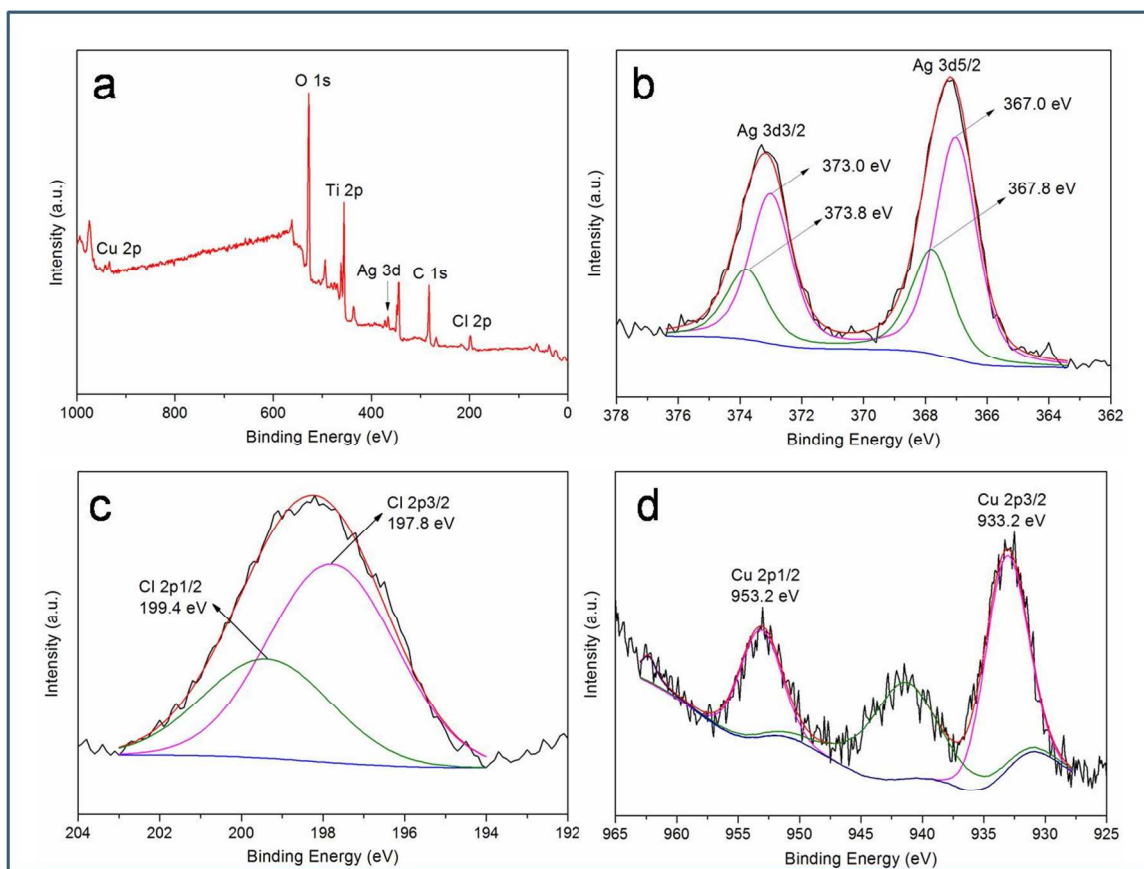 a
O 1s
Ti 2p
Cu 2p
Ag 3d
C 1s
Cl 2p
Intensity (a.u.)
1000 800 600 400 200 0
Binding Energy (eV)
b
Ag 3d5/2
367.0 eV
Ag 3d3/2
373.0 eV
367.8 eV
373.8 eV
Intensity (a.u.)
378 376 374 372 370 368 366 364 362
Binding Energy (eV)
c
Cl 2p3/2
197.8 eV
Cl 2p1/2
199.4 eV
Intensity (a.u.)
204 202 200 198 196 194 192
Binding Energy (eV)
d
Cu 2p3/2
933.2 eV
Cu 2p1/2
953.2 eV
Intensity (a.u.)
965 960 955 950 945 940 935 930 925
Binding Energy (eV)